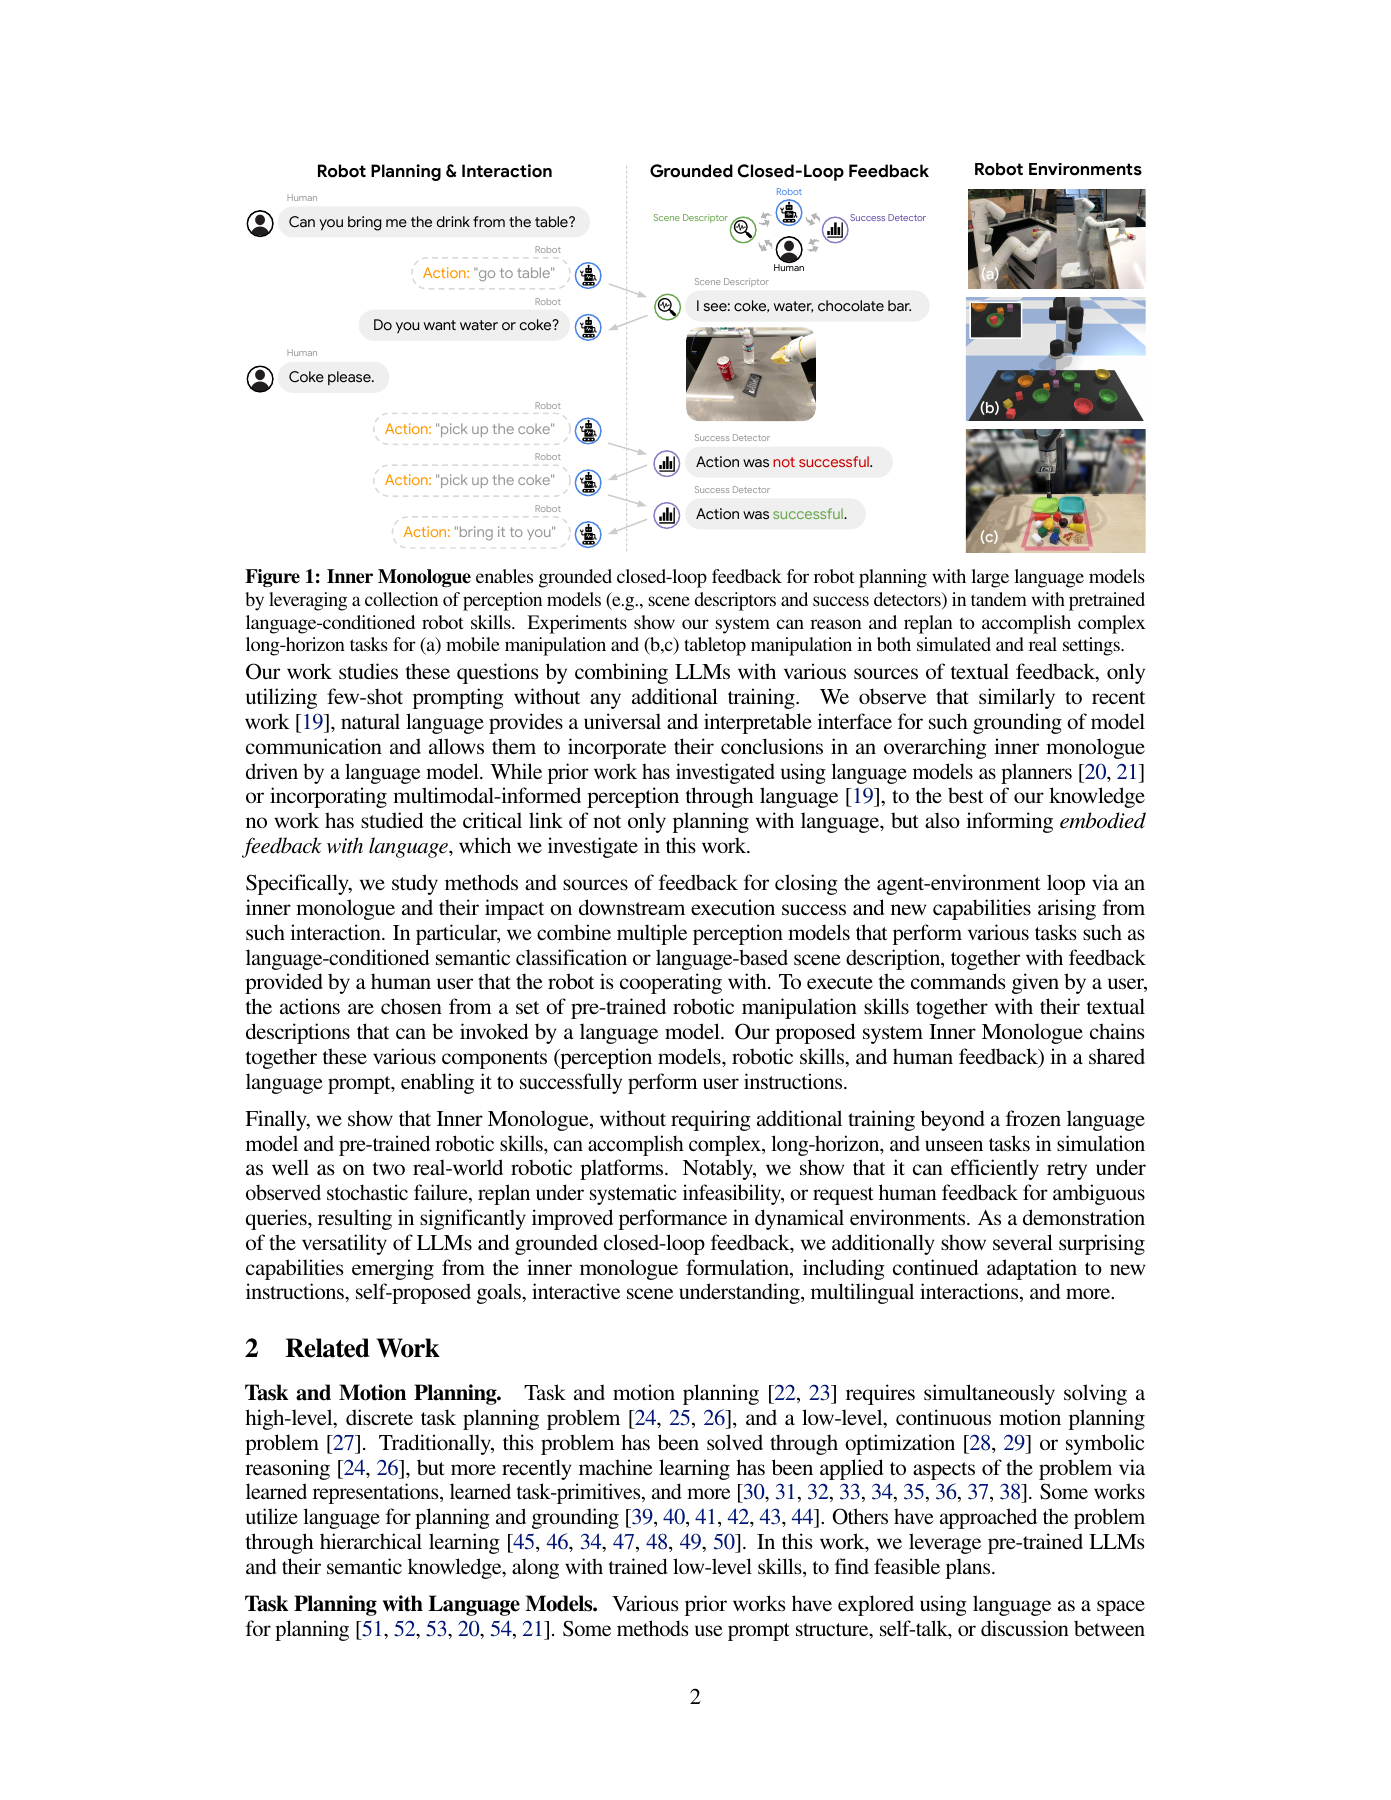 Robot Planning & Interaction
Human
Can you bring me the drink from the table?
Robot
Action: "go to table"
Robot
Do you want water or coke?
Human
Coke please.
Robot
Action: "pick up the coke"
Robot
Action: "pick up the coke"
Robot
Action: "bring it to you"
Grounded Closed-Loop Feedback
Robot
Scene Descriptor
Success Detector
Human
Scene Descriptor
I see: coke, water, chocolate bar.
Success Detector
Action was not successful.
Success Detector
Action was successful.
Robot Environments
(a)
(b)
(c)
Figure 1: Inner Monologue enables grounded closed-loop feedback for robot planning with large language models
by leveraging a collection of perception models (e.g., scene descriptors and success detectors) in tandem with pretrained
language-conditioned robot skills. Experiments show our system can reason and replan to accomplish complex
long-horizon tasks for (a) mobile manipulation and (b,c) tabletop manipulation in both simulated and real settings.
Our work studies these questions by combining LLMs with various sources of textual feedback, only
utilizing few-shot prompting without any additional training. We observe that similarly to recent
work [19], natural language provides a universal and interpretable interface for such grounding of model
communication and allows them to incorporate their conclusions in an overarching inner monologue
driven by a language model. While prior work has investigated using language models as planners [20, 21]
or incorporating multimodal-informed perception through language [19], to the best of our knowledge
no work has studied the critical link of not only planning with language, but also informing embodied
feedback with language, which we investigate in this work.
Specifically, we study methods and sources of feedback for closing the agent-environment loop via an
inner monologue and their impact on downstream execution success and new capabilities arising from
such interaction. In particular, we combine multiple perception models that perform various tasks such as
language-conditioned semantic classification or language-based scene description, together with feedback
provided by a human user that the robot is cooperating with. To execute the commands given by a user,
the actions are chosen from a set of pre-trained robotic manipulation skills together with their textual
descriptions that can be invoked by a language model. Our proposed system Inner Monologue chains
together these various components (perception models, robotic skills, and human feedback) in a shared
language prompt, enabling it to successfully perform user instructions.
Finally, we show that Inner Monologue, without requiring additional training beyond a frozen language
model and pre-trained robotic skills, can accomplish complex, long-horizon, and unseen tasks in simulation
as well as on two real-world robotic platforms. Notably, we show that it can efficiently retry under
observed stochastic failure, replan under systematic infeasibility, or request human feedback for ambiguous
queries, resulting in significantly improved performance in dynamical environments. As a demonstration
of the versatility of LLMs and grounded closed-loop feedback, we additionally show several surprising
capabilities emerging from the inner monologue formulation, including continued adaptation to new
instructions, self-proposed goals, interactive scene understanding, multilingual interactions, and more.
2 Related Work
Task and Motion Planning. Task and motion planning [22, 23] requires simultaneously solving a
high-level, discrete task planning problem [24, 25, 26], and a low-level, continuous motion planning
problem [27]. Traditionally, this problem has been solved through optimization [28, 29] or symbolic
reasoning [24, 26], but more recently machine learning has been applied to aspects of the problem via
learned representations, learned task-primitives, and more [30, 31, 32, 33, 34, 35, 36, 37, 38]. Some works
utilize language for planning and grounding [39, 40, 41, 42, 43, 44]. Others have approached the problem
through hierarchical learning [45, 46, 34, 47, 48, 49, 50]. In this work, we leverage pre-trained LLMs
and their semantic knowledge, along with trained low-level skills, to find feasible plans.
Task Planning with Language Models. Various prior works have explored using language as a space
for planning [51, 52, 53, 20, 54, 21]. Some methods use prompt structure, self-talk, or discussion between
2